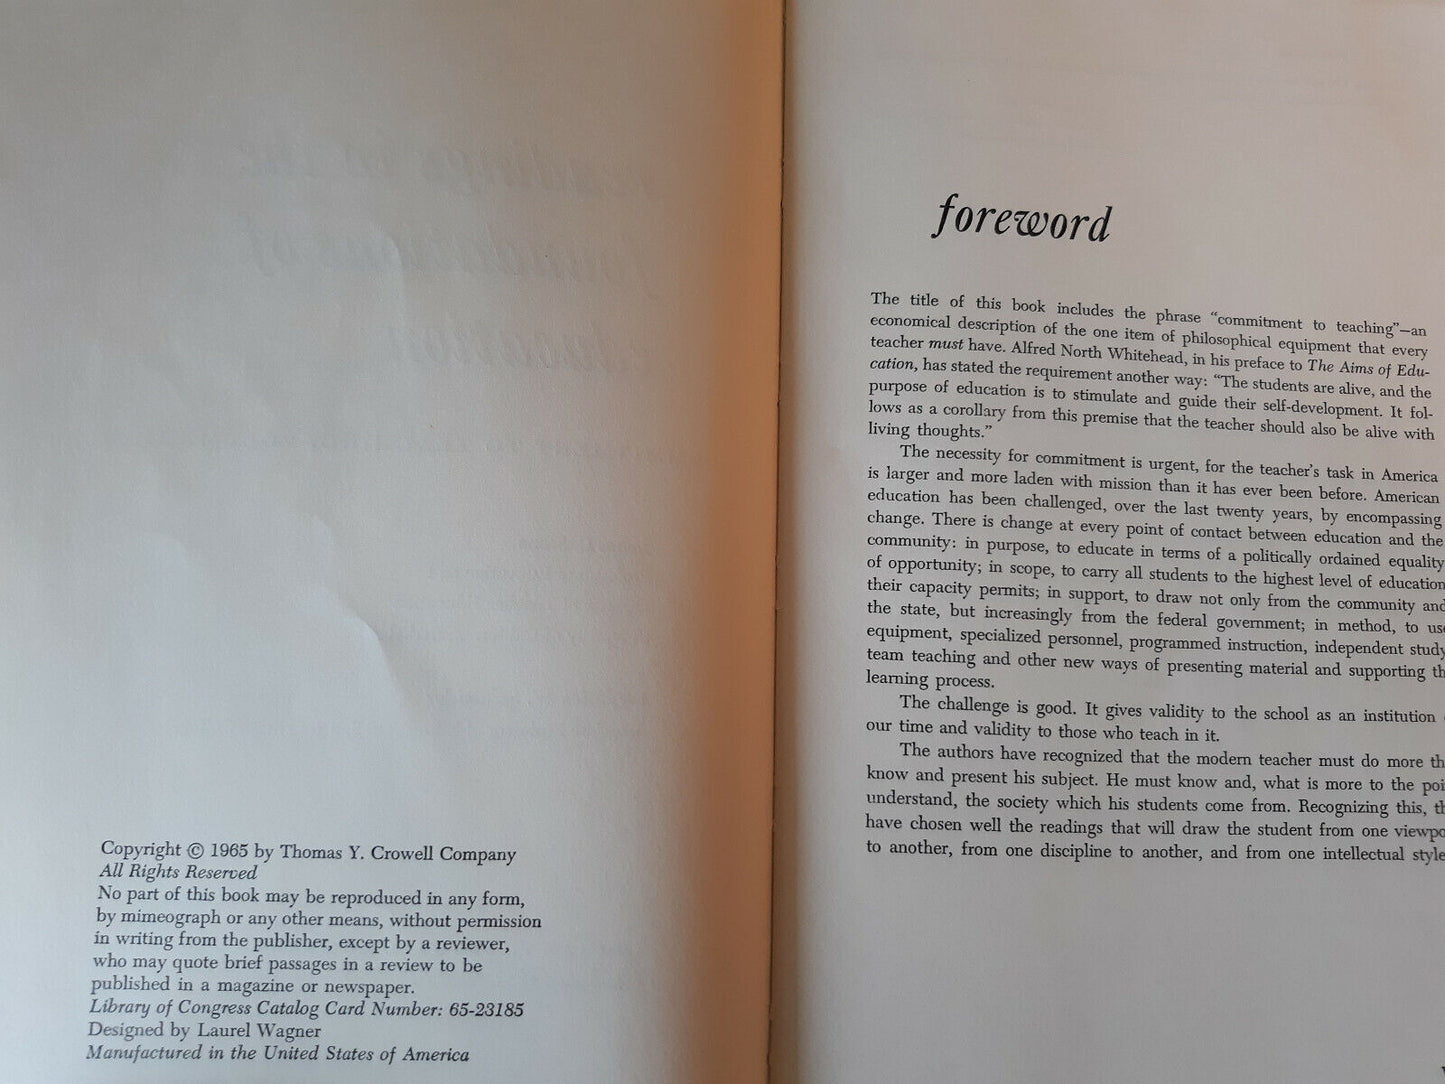 Copyright © 1965 by Thomas Y. Crowell Company
All Rights Reserved
No part of this book may be reproduced in any form,
by mimeograph or any other means, without permission
in writing from the publisher, except by a reviewer,
who may quote brief passages in a review to be
published in a magazine or newspaper.
Library of Congress Catalog Card Number: 65-23185
Designed by Laurel Wagner
Manufactured in the United States of America
foreword
The title of this book includes the phrase "commitment to teaching"—an
economical description of the one item of philosophical equipment that every
teacher must have. Alfred North Whitehead, in his preface to The Aims of Edu-
cation, has stated the requirement another way: "The students are alive, and the
purpose of education is to stimulate and guide their self-development. It fol-
lows as a corollary from this premise that the teacher should also be alive with
living thoughts."
The necessity for commitment is urgent, for the teacher's task in America
is larger and more laden with mission than it has ever been before. American
education has been challenged, over the last twenty years, by encompassing
change. There is change at every point of contact between education and the
community: in purpose, to educate in terms of a politically ordained equality
of opportunity; in scope, to carry all students to the highest level of education
their capacity permits; in support, to draw not only from the community and
the state, but increasingly from the federal government; in method, to use
equipment, specialized personnel, programmed instruction, independent study
team teaching and other new ways of presenting material and supporting th
learning process.
The challenge is good. It gives validity to the school as an institution
our time and validity to those who teach in it.
The authors have recognized that the modern teacher must do more th
know and present his subject. He must know and, what is more to the poi
understand, the society which his students come from. Recognizing this, th
have chosen well the readings that will draw the student from one viewpo
to another, from one discipline to another, and from one intellectual style